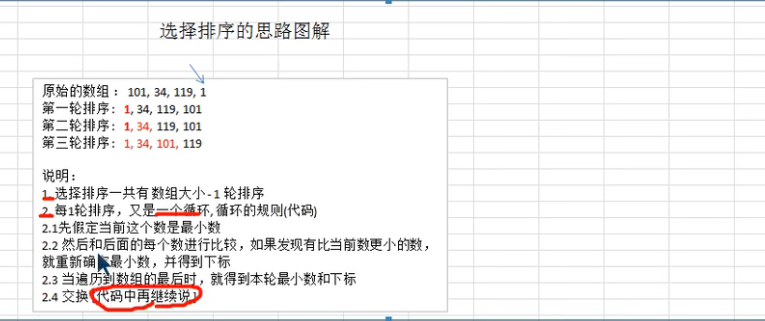 选择排序的思路图解
原始的数组 : 101, 34, 119, 1
第一轮排序: 1, 34, 119, 101
第二轮排序: 1, 34, 119, 101
第三轮排序: 1, 34, 101, 119
说明:
1. 选择排序一共有 数组大小 - 1 轮排序
2. 每1轮排序，又是一个循环, 循环的规则(代码)
2.1先假定当前这个数是最小数
2.2 然后和后面的每个数进行比较，如果发现有比当前数更小的数，
就重新确定最小数，并得到下标
2.3 当遍历到数组的最后时，就得到本轮最小数和下标
2.4 交换 [代码中再继续说]